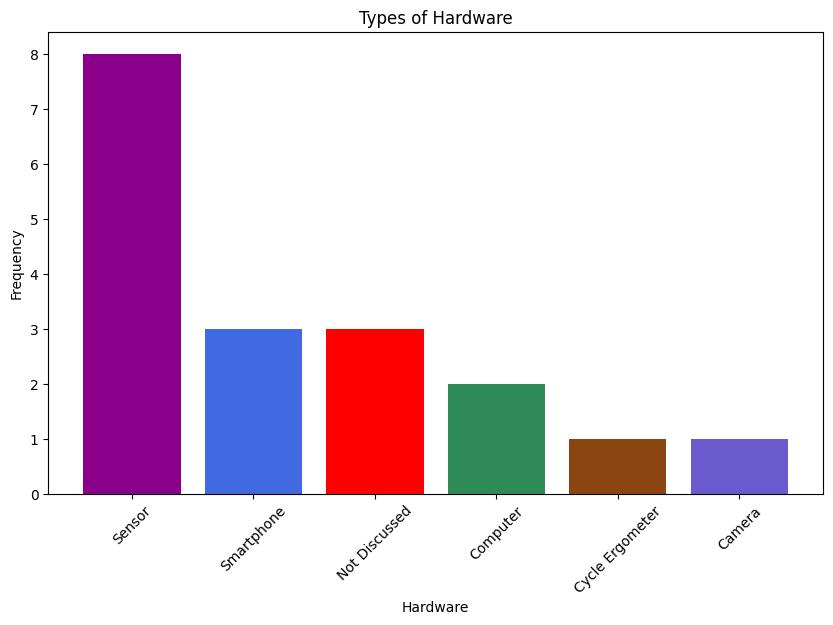 Types of Hardware
Frequency
8
7
6
5
4
3
2
1
0
Sensor
Smartphone
Not Discussed
Computer
Cycle Ergometer
Camera
Hardware